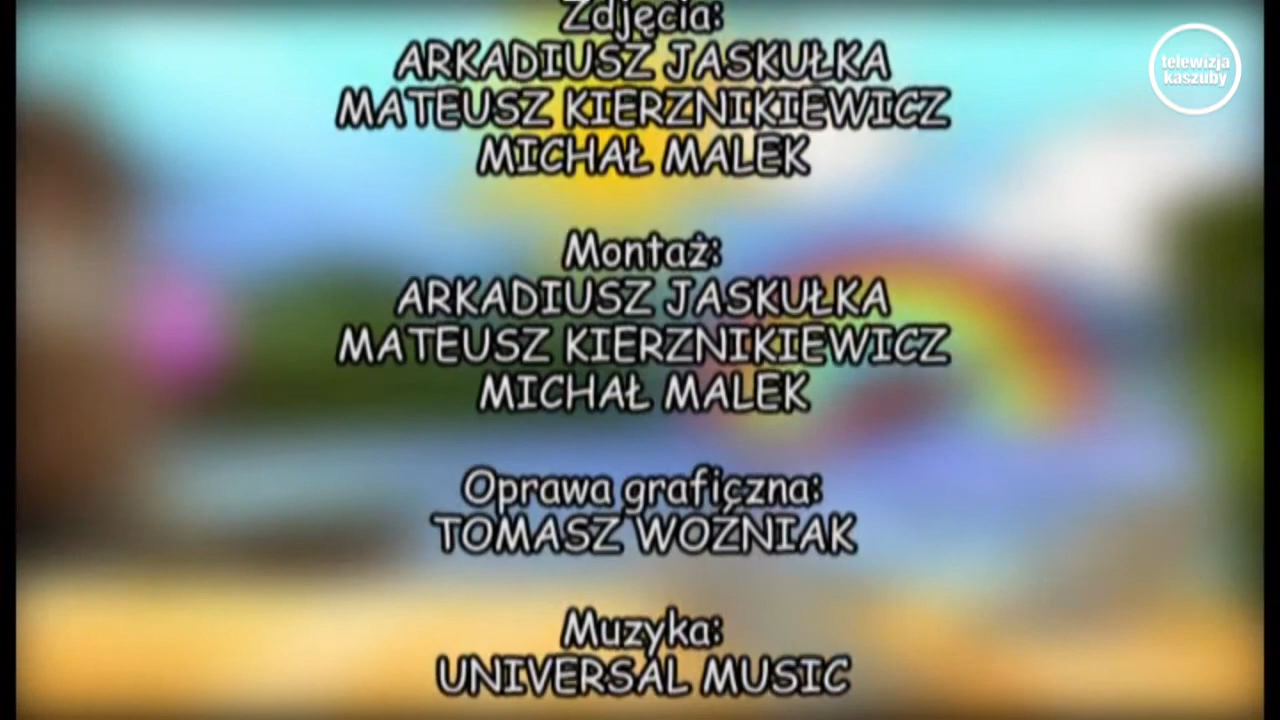 Zdjęcia:
ARKADIUSZ JASKUŁKA
MATEUSZ KIERZNIKIEWICZ
MICHAŁ MALEK
Montaż:
ARKADIUSZ JASKUŁKA
MATEUSZ KIERZNIKIEWICZ
MICHAŁ MALEK
Oprawa graficzna:
TOMASZ WOŹNIAK
Muzyka:
UNIVERSAL MUSIC
telewizja
kaszuby